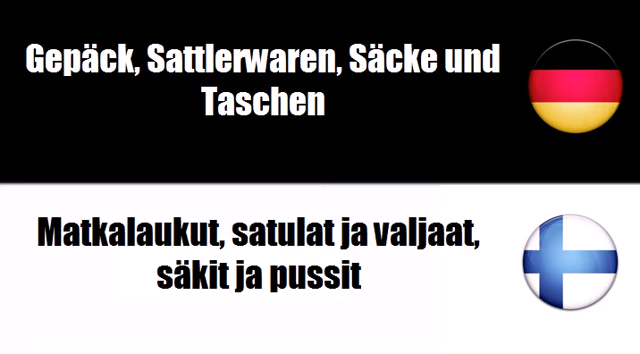 Gepäck, Sattlerwaren, Säcke und
Taschen
Matkalaukut, satulat ja valjaat,
säkit ja pussit